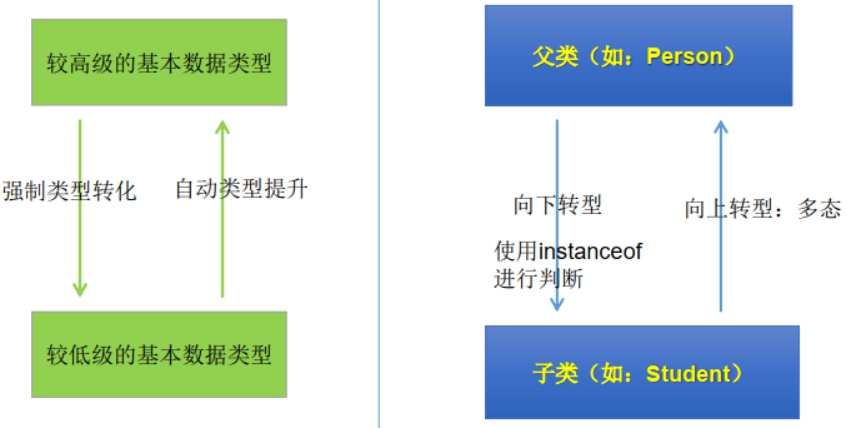 较高级的基本数据类型
强制类型转化
自动类型提升
较低级的基本数据类型
父类（如：Person）
向下转型
使用instanceof
进行判断
向上转型：多态
子类（如：Student）